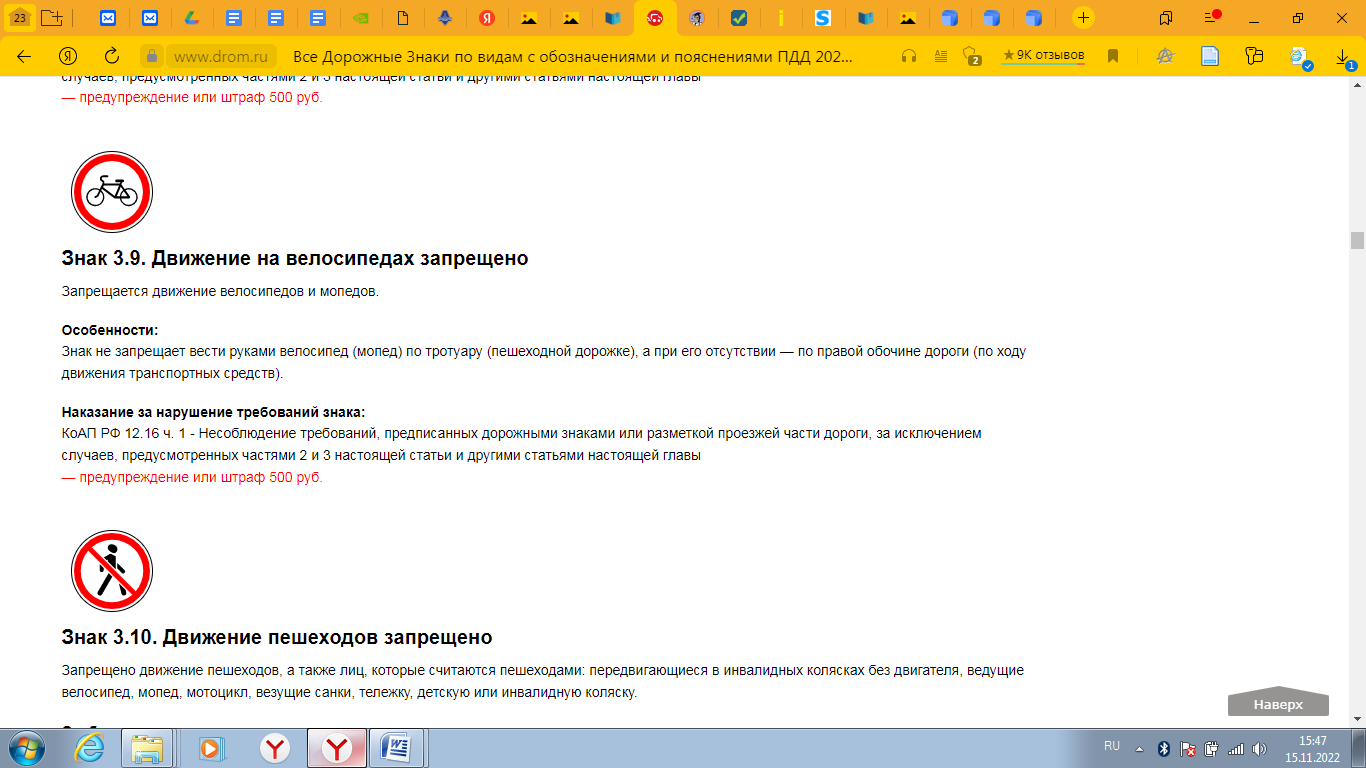 23
www.drom.ru
Все Дорожные Знаки по видам с обозначениями и пояснениями ПДД 202...
2
★ 9К отзывов
1
случаев, предусмотренных частями 2 и 3 настоящей статьи и другими статьями настоящей главы
— предупреждение или штраф 500 руб.
Знак 3.9. Движение на велосипедах запрещено
Запрещается движение велосипедов и мопедов.
Особенности:
Знак не запрещает вести руками велосипед (мопед) по тротуару (пешеходной дорожке), а при его отсутствии — по правой обочине дороги (по ходу
движения транспортных средств).
Наказание за нарушение требований знака:
КоАП РФ 12.16 ч. 1 - Несоблюдение требований, предписанных дорожными знаками или разметкой проезжей части дороги, за исключением
случаев, предусмотренных частями 2 и 3 настоящей статьи и другими статьями настоящей главы
— предупреждение или штраф 500 руб.
Знак 3.10. Движение пешеходов запрещено
Запрещено движение пешеходов, а также лиц, которые считаются пешеходами: передвигающиеся в инвалидных колясках без двигателя, ведущие
велосипед, мопед, мотоцикл, везущие санки, тележку, детскую или инвалидную коляску.
Наверх
RU
15:47
15.11.2022